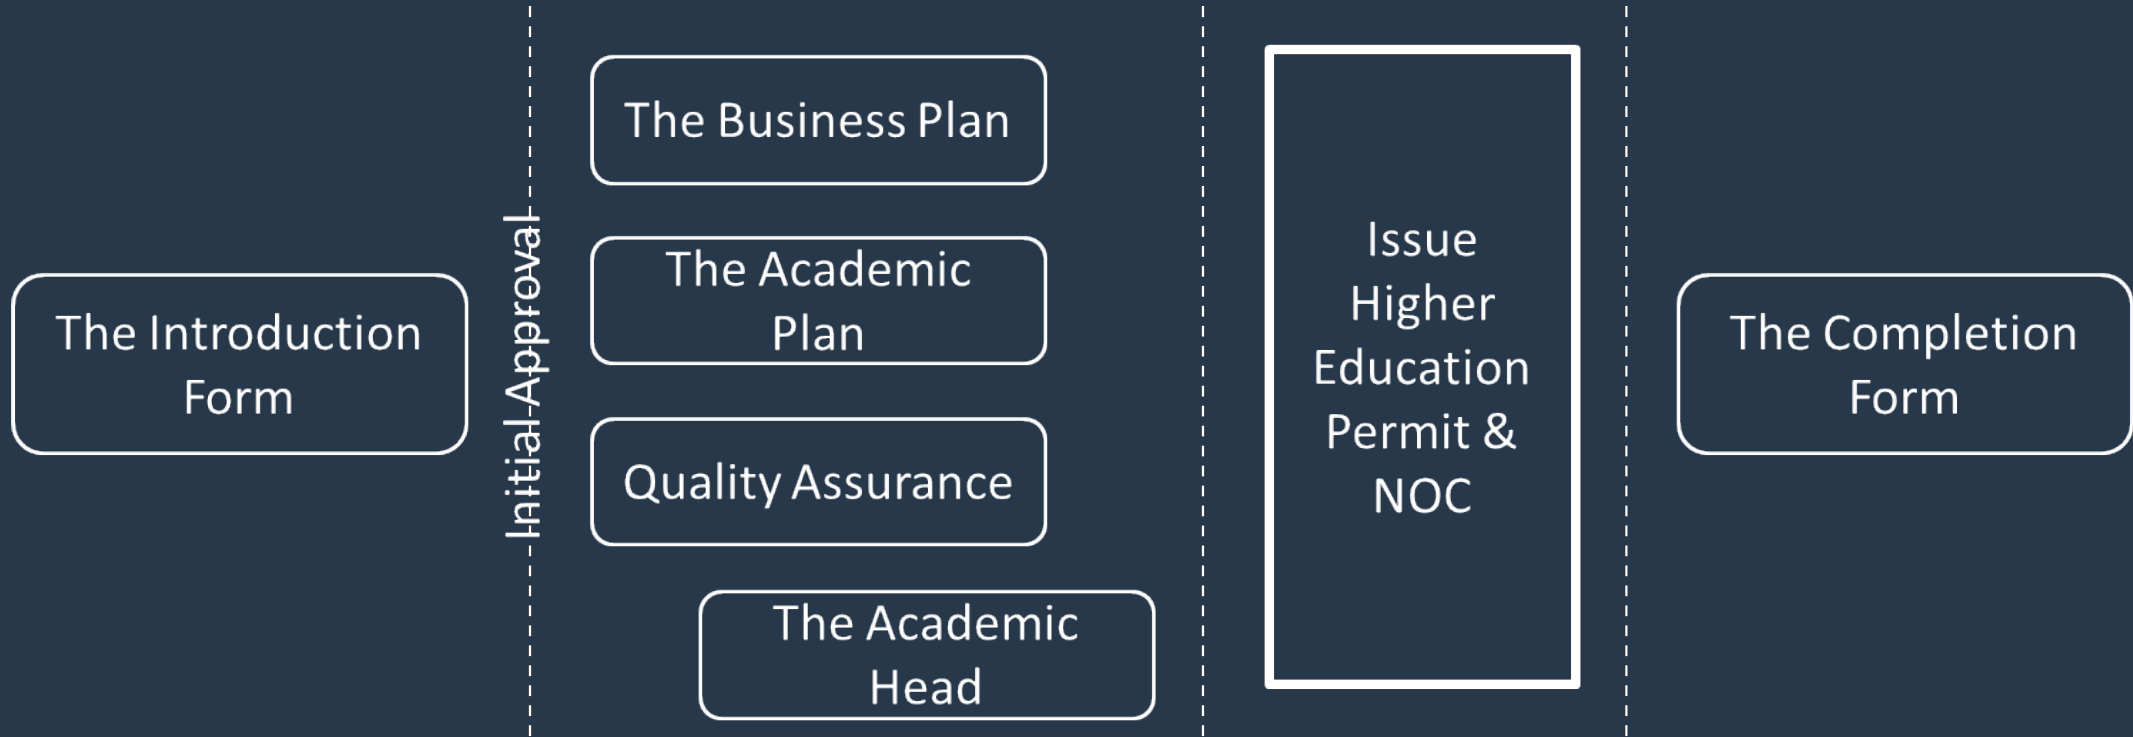 The Introduction
Form
Initial Approval
The Business Plan
The Academic
Plan
Quality Assurance
The Academic
Head
Issue
Higher
Education
Permit &
NOC
The Completion
Form